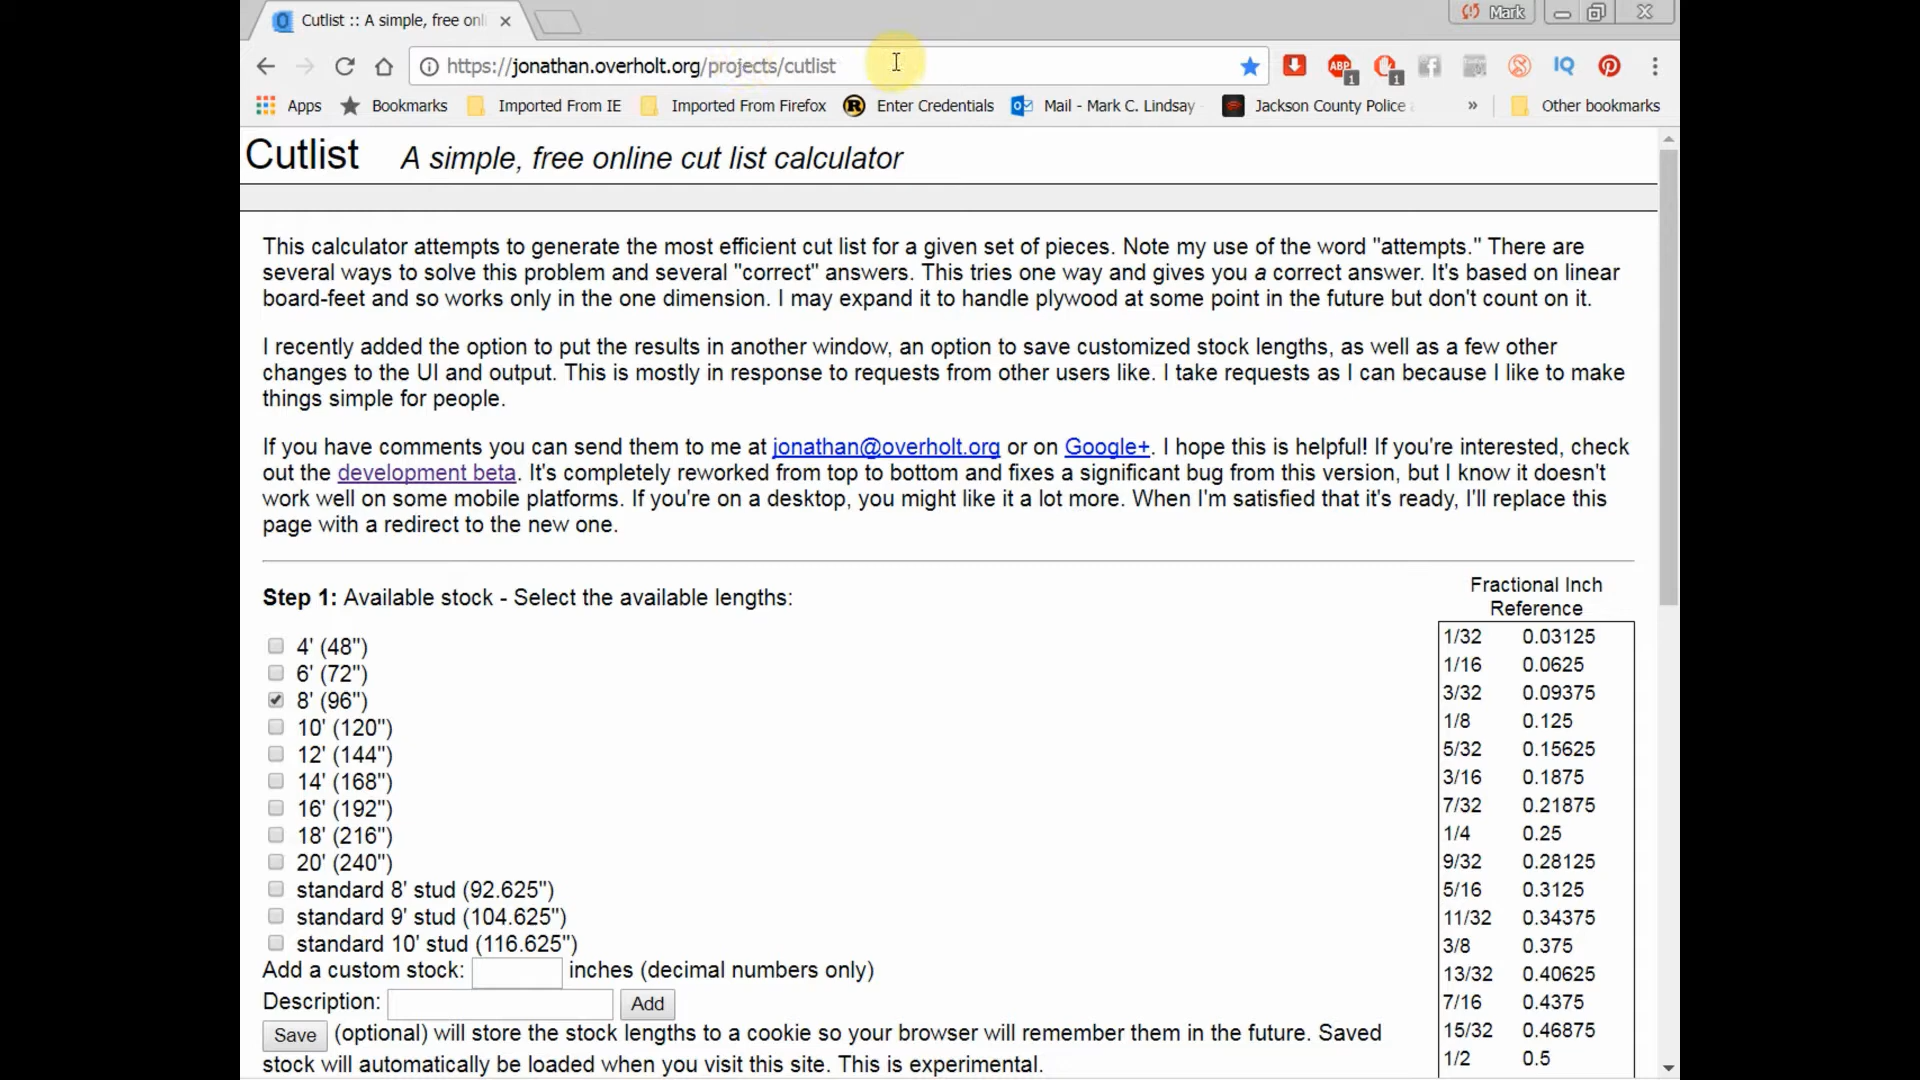 Cutlist :: A simple, free onl
Mark
https://jonathan.overholt.org/projects/cutlist
ABP
1
1
IQ
Apps
Bookmarks
Imported From IE
Imported From Firefox
R
Enter Credentials
Mail - Mark C. Lindsay
Jackson County Police
»
Other bookmarks
Cutlist A simple, free online cut list calculator
This calculator attempts to generate the most efficient cut list for a given set of pieces. Note my use of the word "attempts." There are
several ways to solve this problem and several "correct" answers. This tries one way and gives you a correct answer. It's based on linear
board-feet and so works only in the one dimension. I may expand it to handle plywood at some point in the future but don't count on it.
I recently added the option to put the results in another window, an option to save customized stock lengths, as well as a few other
changes to the UI and output. This is mostly in response to requests from other users like. I take requests as I can because I like to make
things simple for people.
If you have comments you can send them to me at jonathan@overholt.org or on Google+. I hope this is helpful! If you're interested, check
out the development beta. It's completely reworked from top to bottom and fixes a significant bug from this version, but I know it doesn't
work well on some mobile platforms. If you're on a desktop, you might like it a lot more. When I'm satisfied that it's ready, I'll replace this
page with a redirect to the new one.
Step 1: Available stock - Select the available lengths:
4' (48")
6' (72")
8' (96")
10' (120")
12' (144")
14' (168")
16' (192")
18' (216")
20' (240")
standard 8' stud (92.625")
standard 9' stud (104.625")
standard 10' stud (116.625")
Add a custom stock: inches (decimal numbers only)
Description: Add
Save (optional) will store the stock lengths to a cookie so your browser will remember them in the future. Saved
stock will automatically be loaded when you visit this site. This is experimental.
Fractional Inch
Reference
1/32 0.03125
1/16 0.0625
3/32 0.09375
1/8 0.125
5/32 0.15625
3/16 0.1875
7/32 0.21875
1/4 0.25
9/32 0.28125
5/16 0.3125
11/32 0.34375
3/8 0.375
13/32 0.40625
7/16 0.4375
15/32 0.46875
1/2 0.5